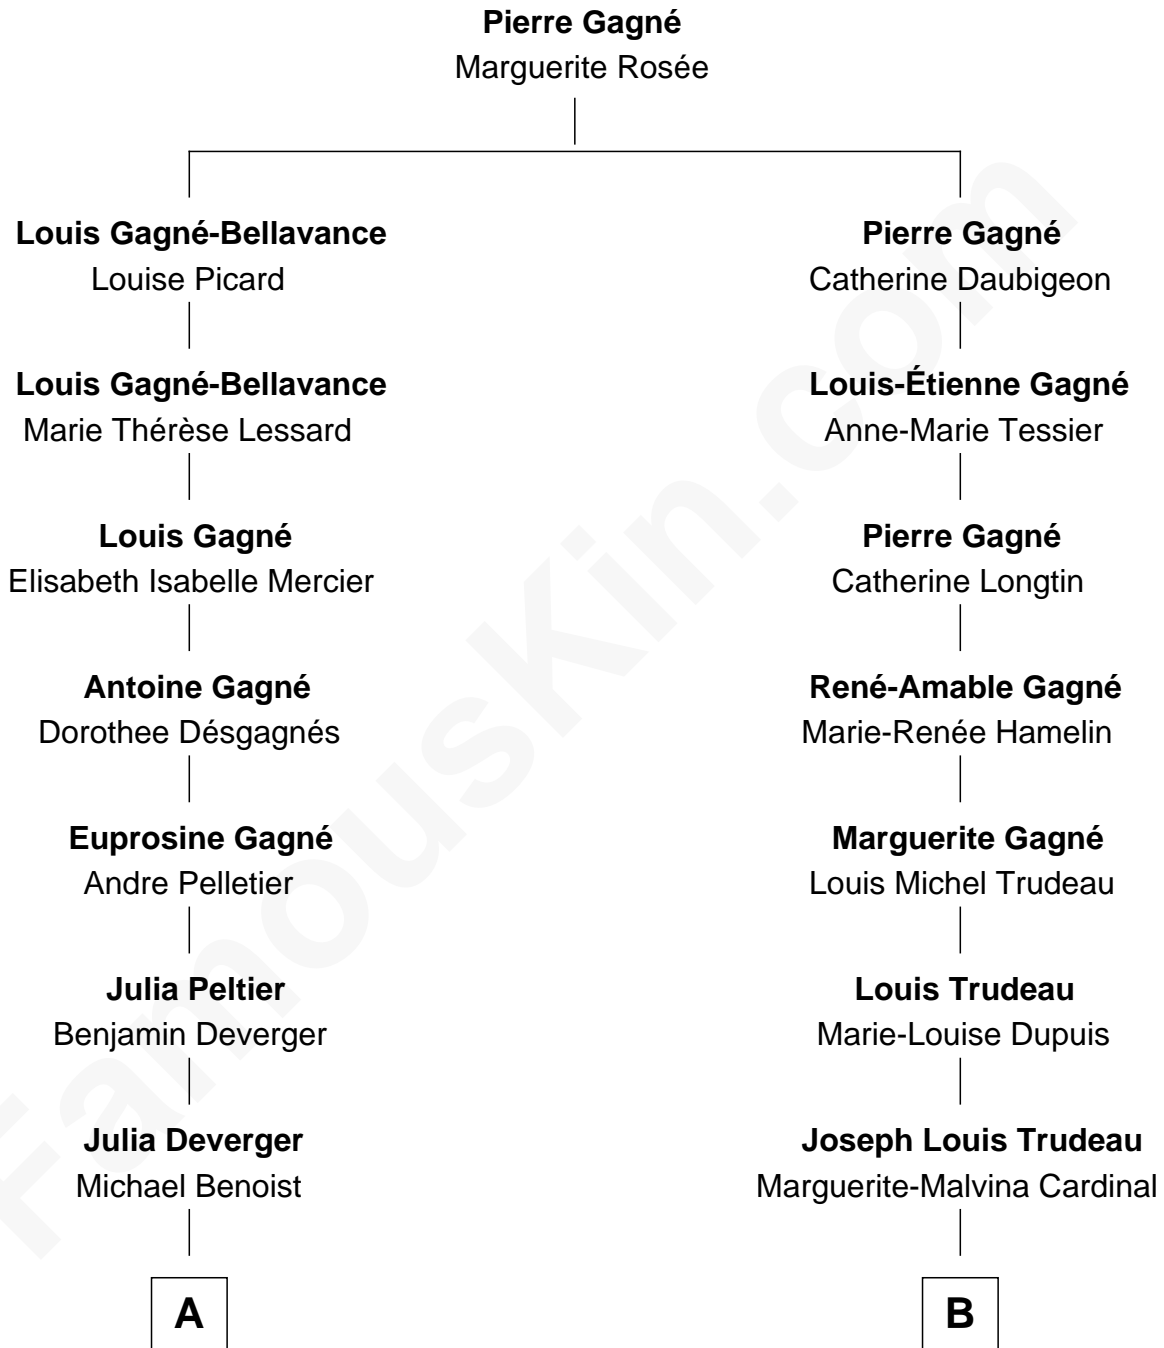 Pierre Gagné
Marguerite Rosée
Louis Gagné-Bellavance
Louise Picard
Louis Gagné-Bellavance
Marie Thérèse Lessard
Louis Gagné
Elisabeth Isabelle Mercier
Antoine Gagné
Dorothee Désgagnés
Euprosine Gagné
Andre Pelletier
Julia Peltier
Benjamin Deverger
Julia Deverger
Michael Benoist
A
Pierre Gagné
Catherine Daubigeon
Louis-Étienne Gagné
Anne-Marie Tessier
Pierre Gagné
Catherine Longtin
René-Amable Gagné
Marie-Renée Hamelin
Marguerite Gagné
Louis Michel Trudeau
Louis Trudeau
Marie-Louise Dupuis
Joseph Louis Trudeau
Marguerite-Malvina Cardinal
B
FamousKin.com